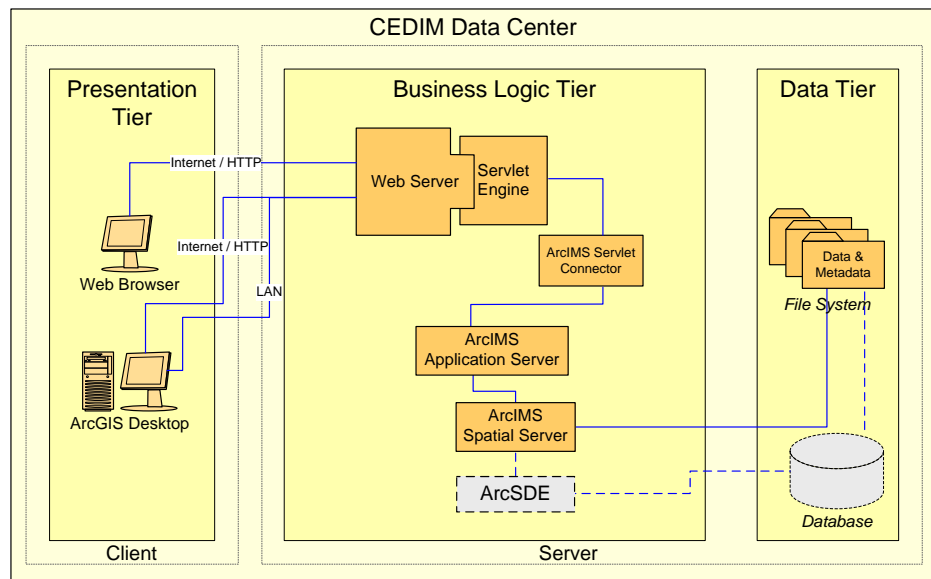 CEDIM Data Center
Presentation
Tier
Internet / HTTP
Web Browser
Internet / HTTP
LAN
ArcGIS Desktop
Client
Business Logic Tier
Web Server
Servlet
Engine
ArcIMS Servlet
Connector
ArcIMS
Application Server
ArcIMS
Spatial Server
ArcSDE
Server
Data Tier
Data &
Metadata
File System
Database